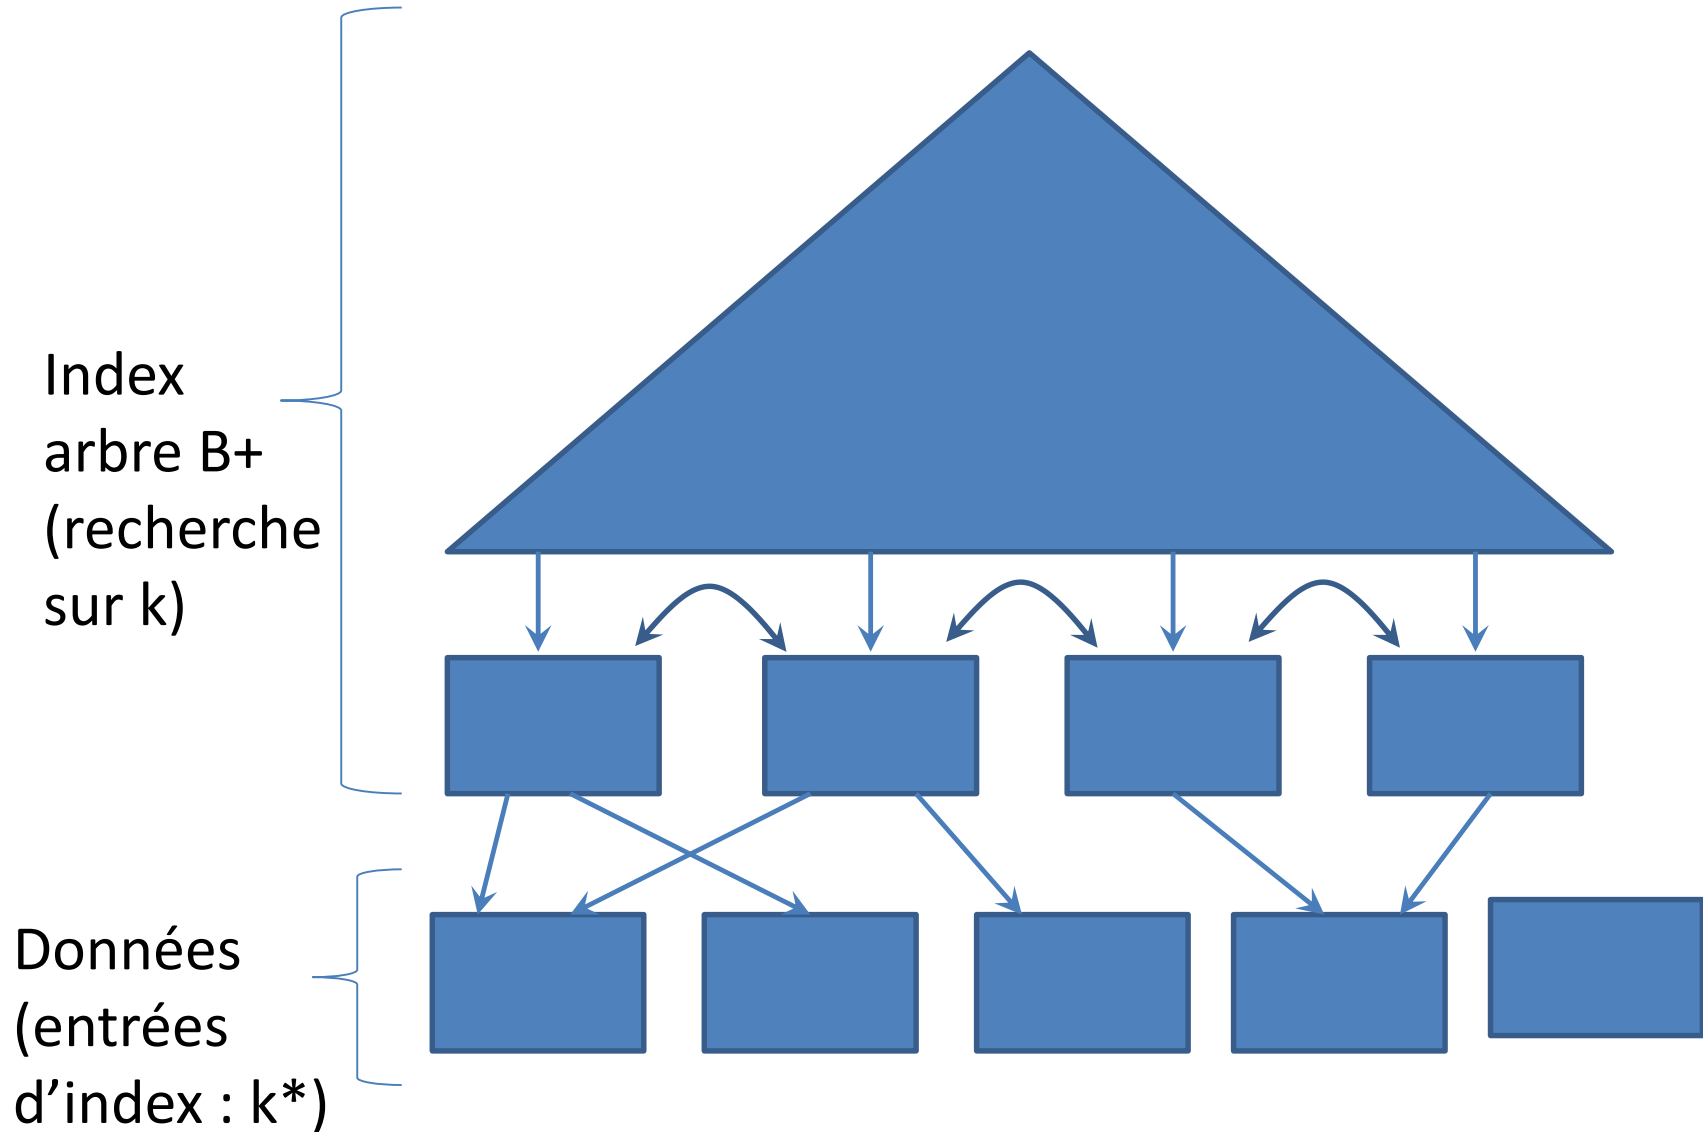 Index
arbre B+
(recherche
sur k)
Données
(entrées
d’index : k*)